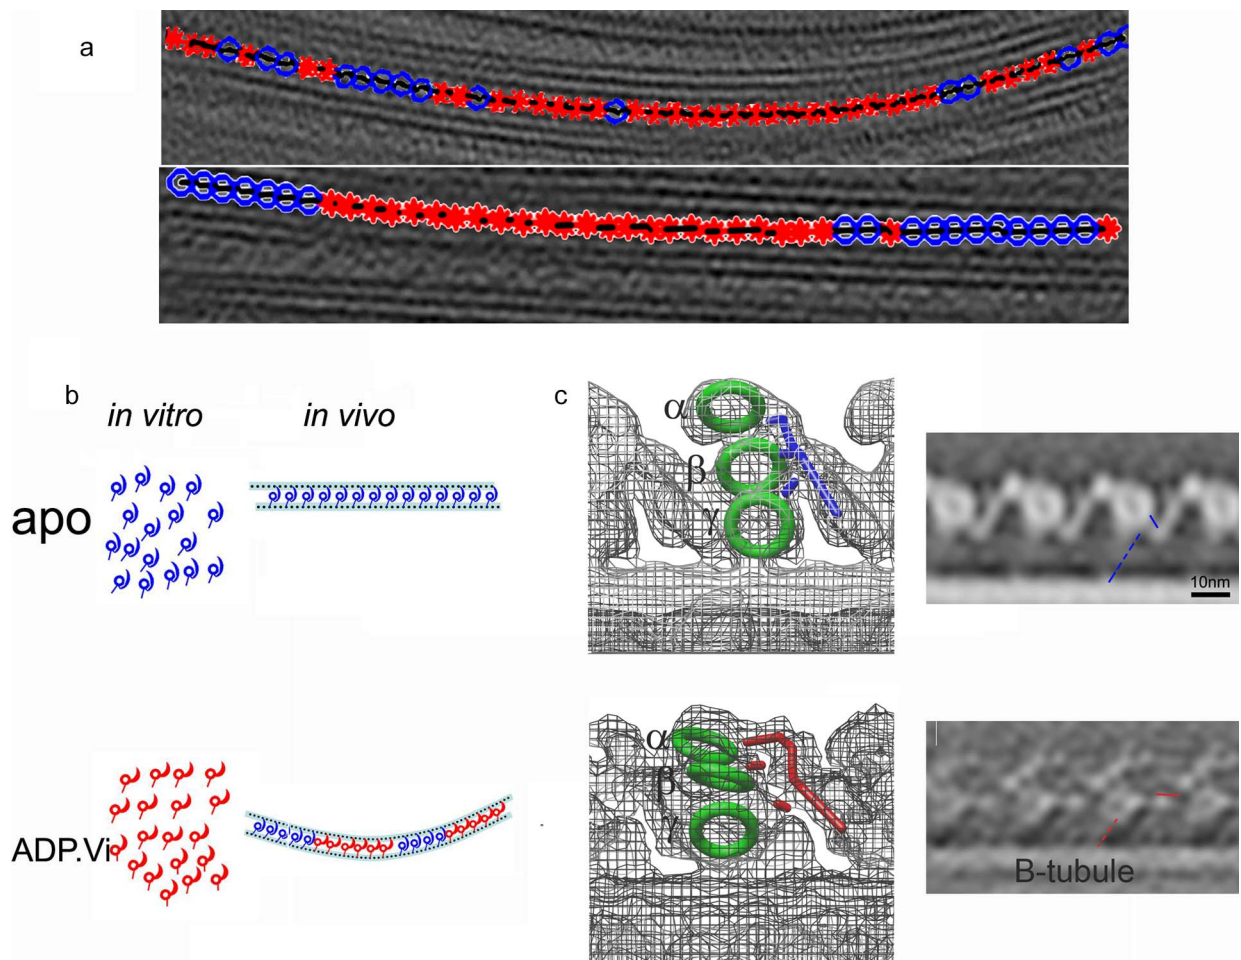 a
b
in vitro
in vivo
apo
ADP.Vi
c
α
β
γ
10nm
α
β
γ
B-tubule